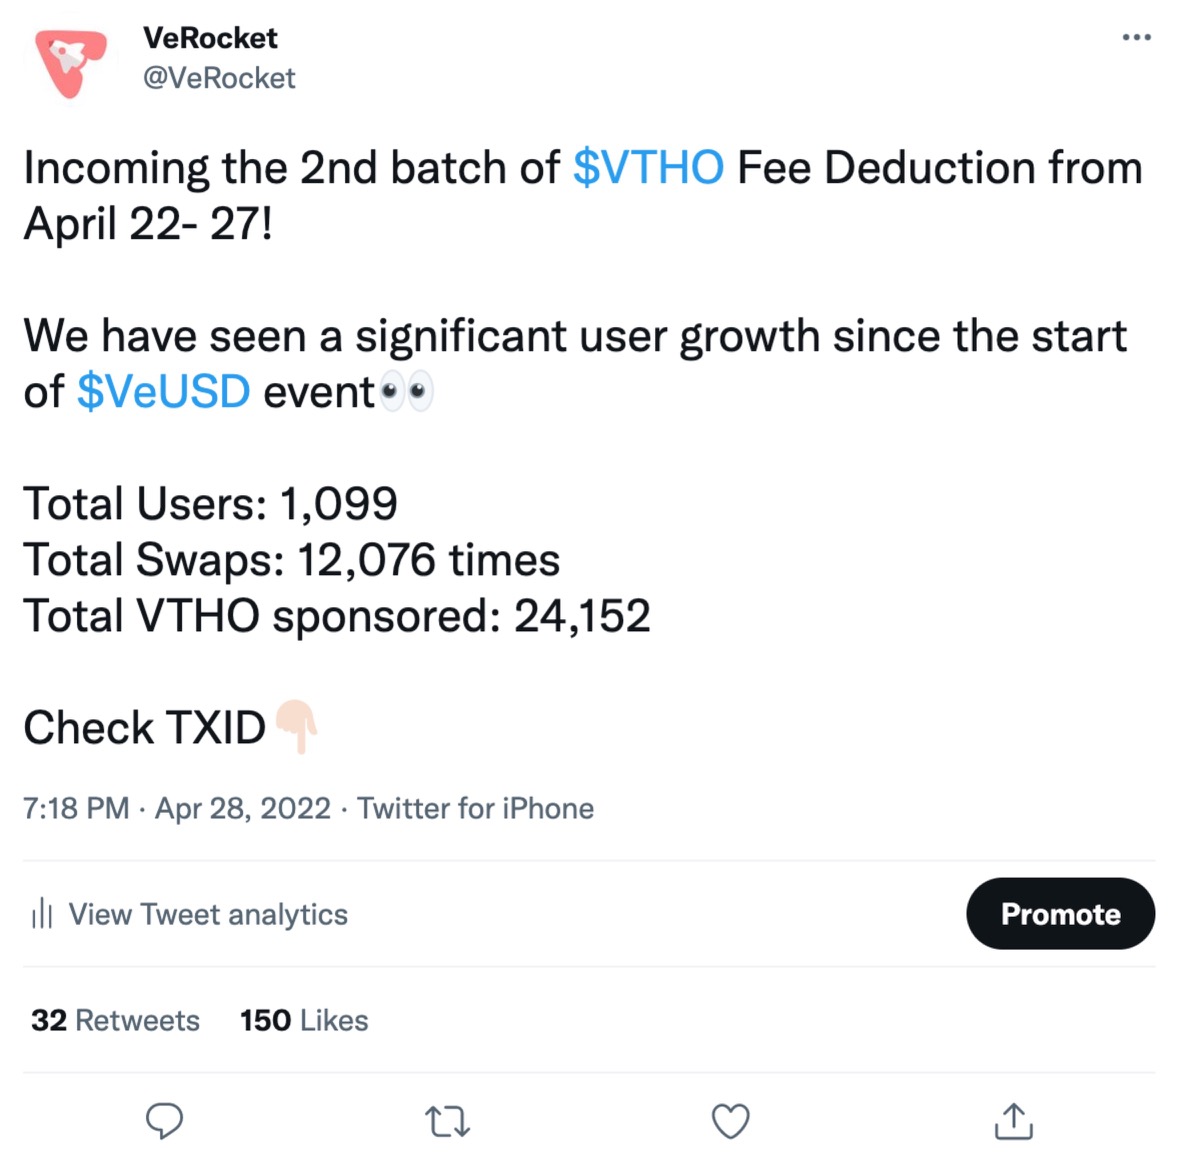 VeRocket
@VeRocket
Incoming the 2nd batch of $VTHO Fee Deduction from
April 22- 27!
We have seen a significant user growth since the start
of $VeUSD event👀
Total Users: 1,099
Total Swaps: 12,076 times
Total VTHO sponsored: 24,152
Check TXID👇🏻
7:18 PM · Apr 28, 2022 · Twitter for iPhone
View Tweet analytics
Promote
32 Retweets 150 Likes